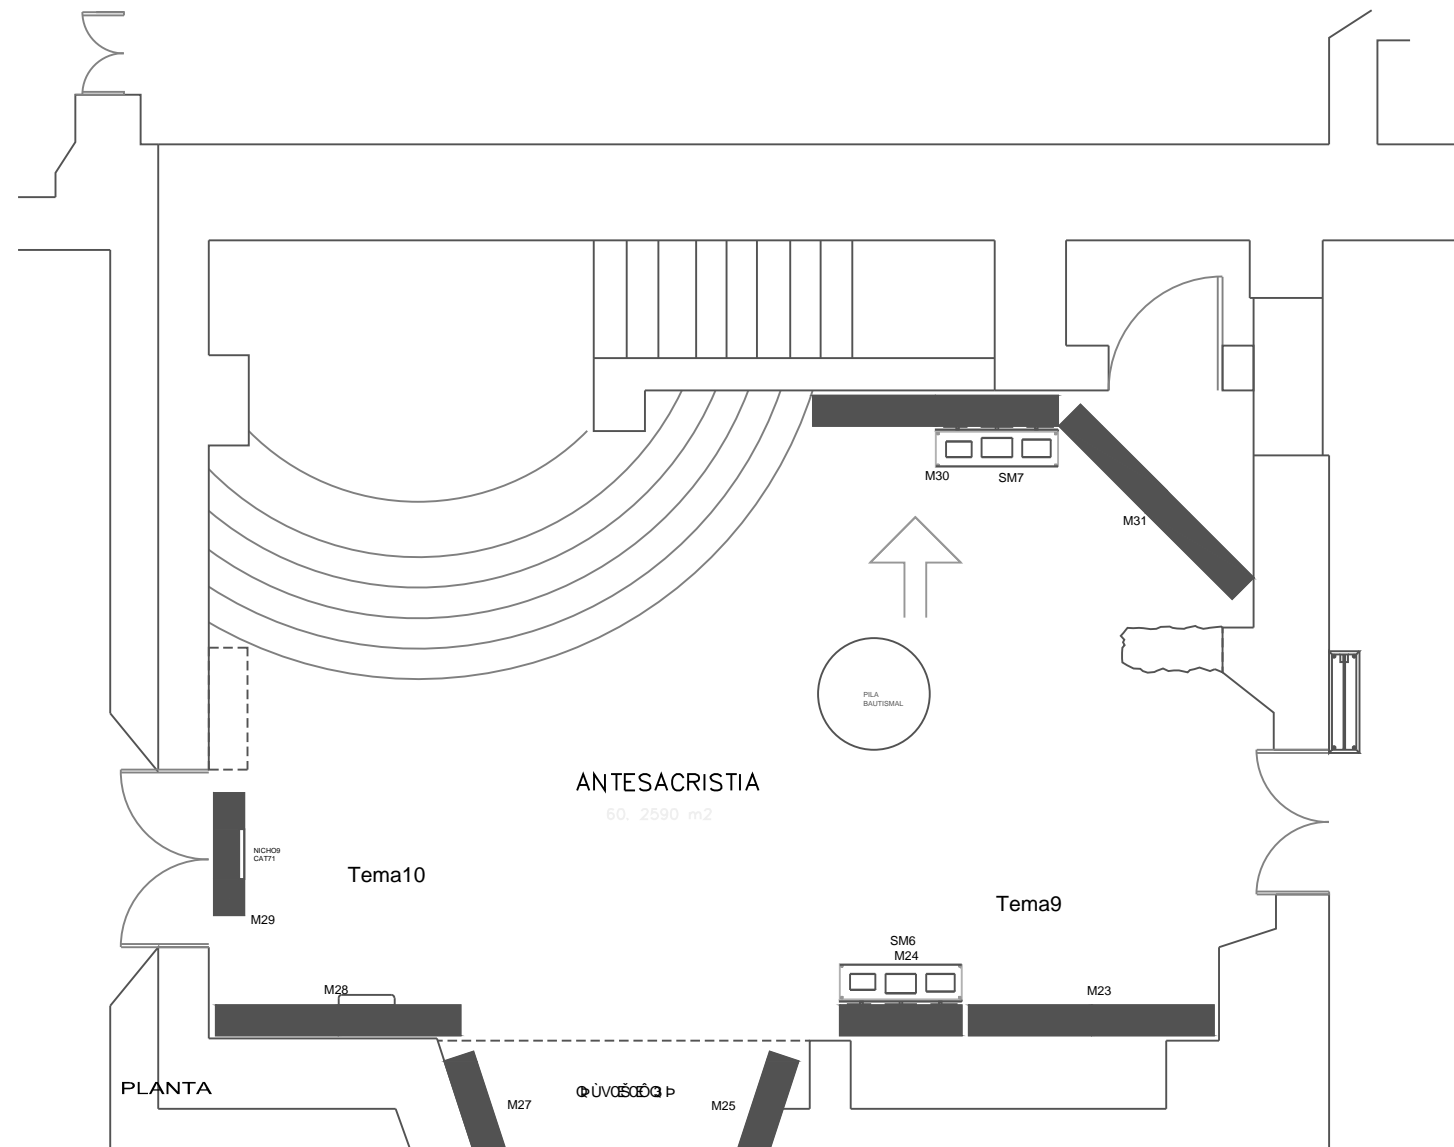 M30
SM7
M31
PILA
BAUTISMAL
ANTESACRISTIA
60, 2590 m2
NICHO9
CAT71
Tema10
Tema9
M29
SM6
M24
M28
M23
PLANTA
M27
M25